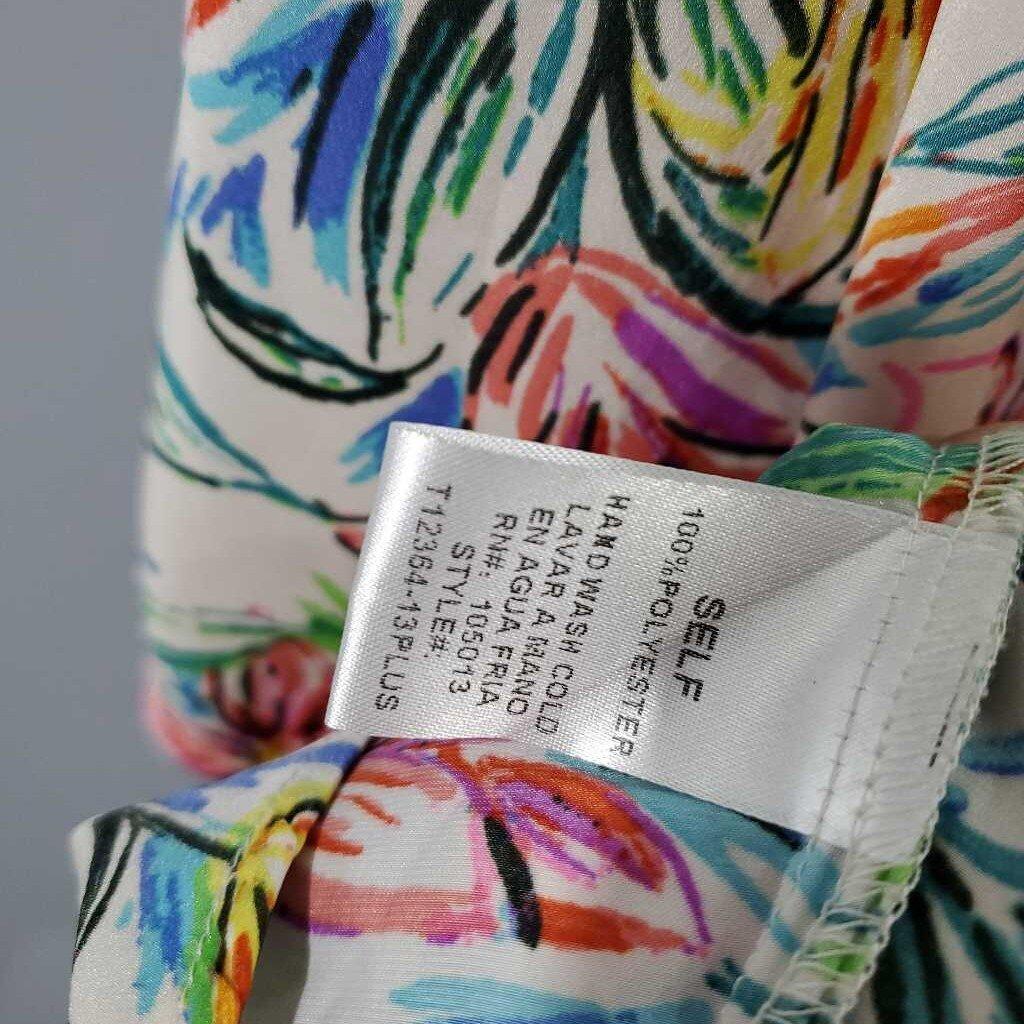 SELF
100%POLYESTER
HAND WASH COLD
LAVAR A MANO
EN AGUA FRIA
RN#: 105013
STYLE#:
T12364-13PLUS